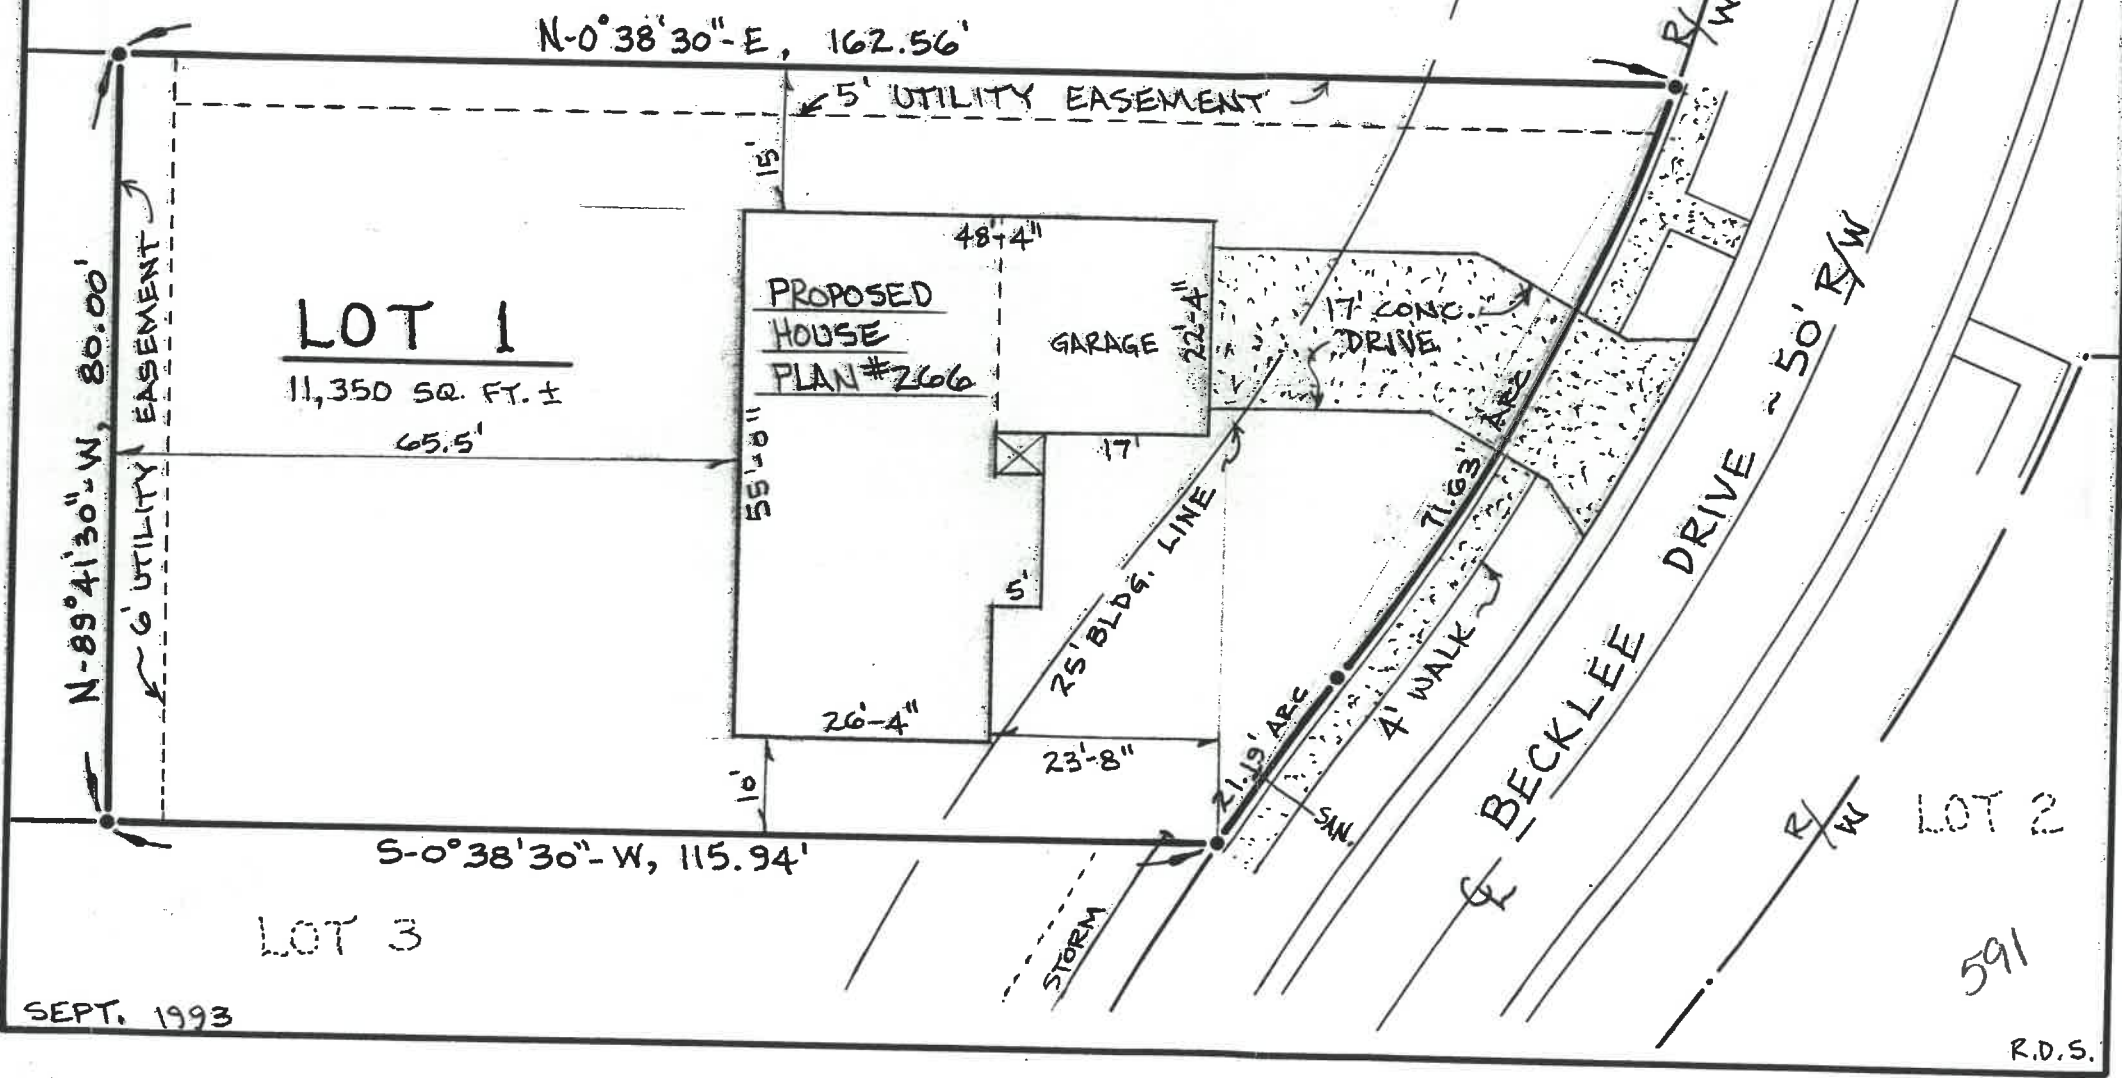 N-0°38'30"-E, 162.56'
R/W
5' UTILITY EASEMENT
15'
48'-4"
PROPOSED
HOUSE
PLAN #266
GARAGE
22'-4"
17' CONC.
DRIVE
LOT 1
11,350 SQ. FT. ±
65.5'
N-89°41'30"-W, 80.00'
6' UTILITY EASEMENT
55'-0"
17'
5'
25' BLDG. LINE
71.63' ARC
4' WALK
26'-4"
23'-8"
10'
21.19' ARC
SAN.
S-0°38'30"-W, 115.94'
STORM
℄ BECKLEE DRIVE ~ 50' R/W
R/W
LOT 2
LOT 3
591
SEPT. 1993
R.D.S.